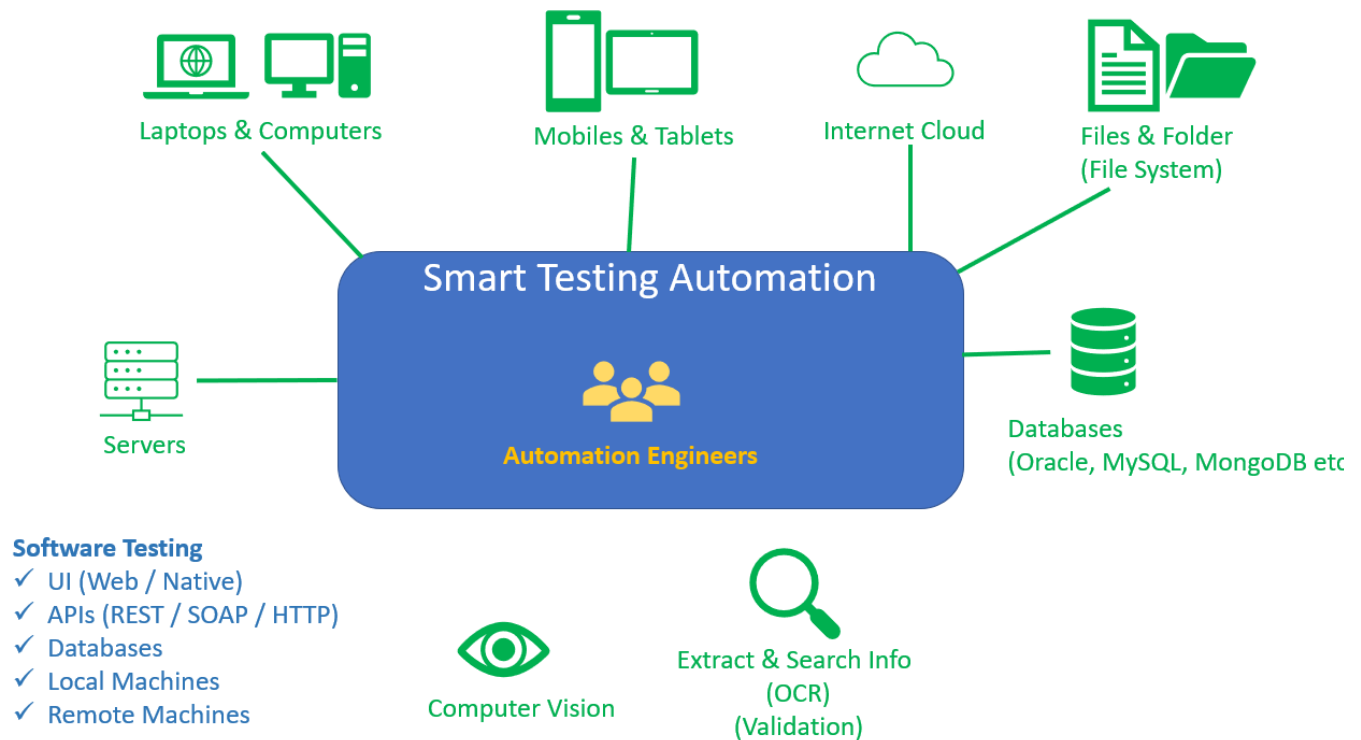 Laptops & Computers
Mobiles & Tablets
Internet Cloud
Files & Folder
(File System)
Smart Testing Automation
Automation Engineers
Servers
Databases
(Oracle, MySQL, MongoDB etc
Software Testing
✓ UI (Web / Native)
✓ APIs (REST / SOAP / HTTP)
✓ Databases
✓ Local Machines
✓ Remote Machines
Computer Vision
Extract & Search Info
(OCR)
(Validation)